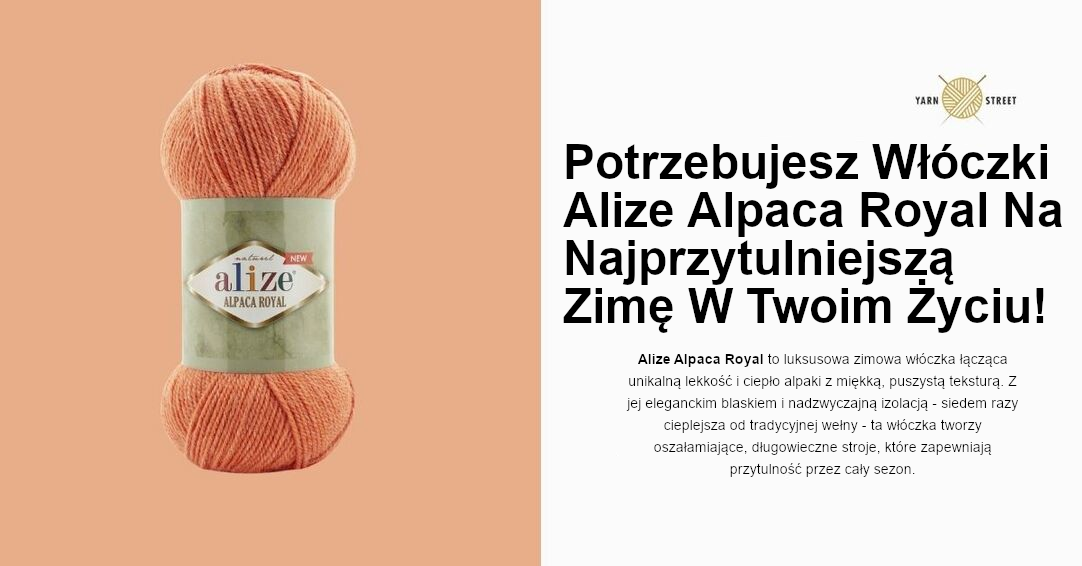 naturel
NEW
alize
ALPACA ROYAL
YARN STREET
Potrzebujesz Włóczki
Alize Alpaca Royal Na
Najprzytulniejszą
Zimę W Twoim Życiu!
Alize Alpaca Royal to luksusowa zimowa włóczka łącząca
unikalną lekkość i ciepło alpaki z miękką, puszystą teksturą. Z
jej eleganckim blaskiem i nadzwyczajną izolacją - siedem razy
cieplejsza od tradycyjnej wełny - ta włóczka tworzy
oszałamiające, długowieczne stroje, które zapewniają
przytulność przez cały sezon.